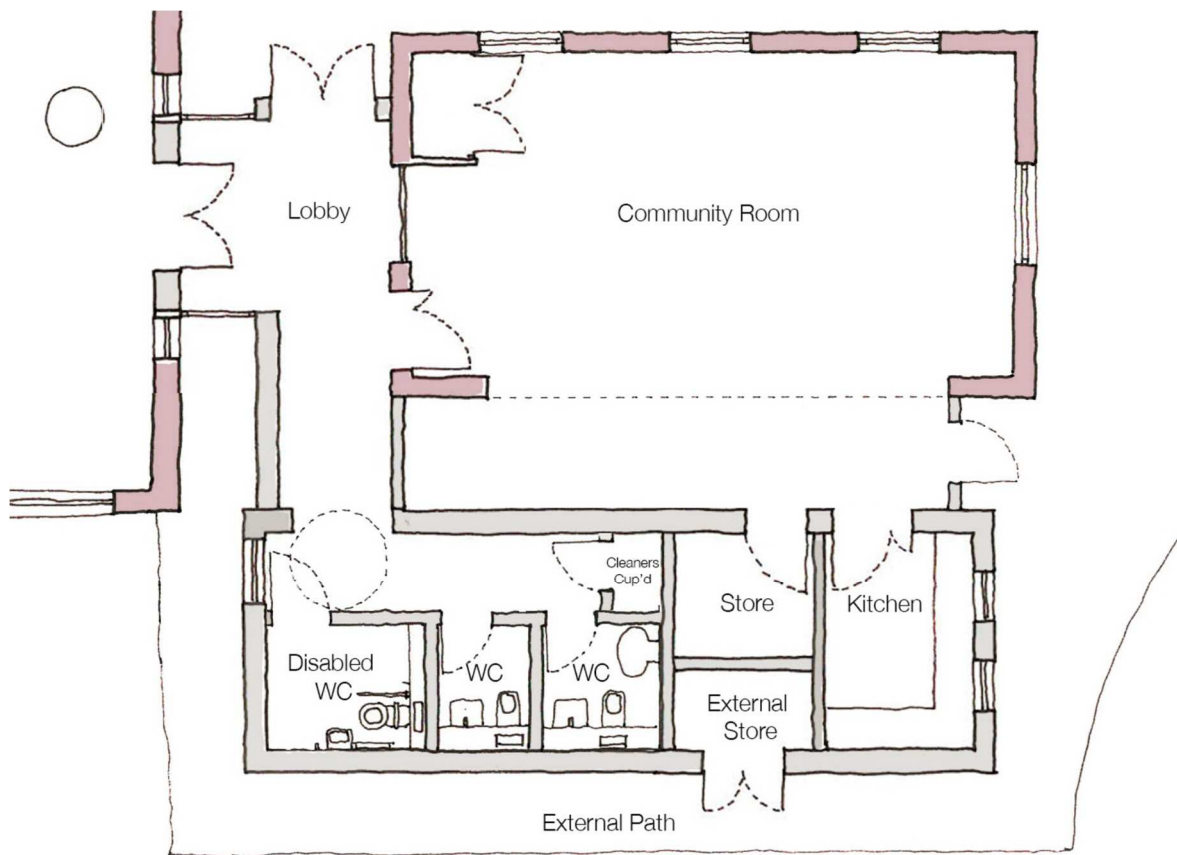 Lobby
Community Room
Cleaners
Cup'd
Store
Kitchen
Disabled
WC
WC
WC
External
Store
External Path